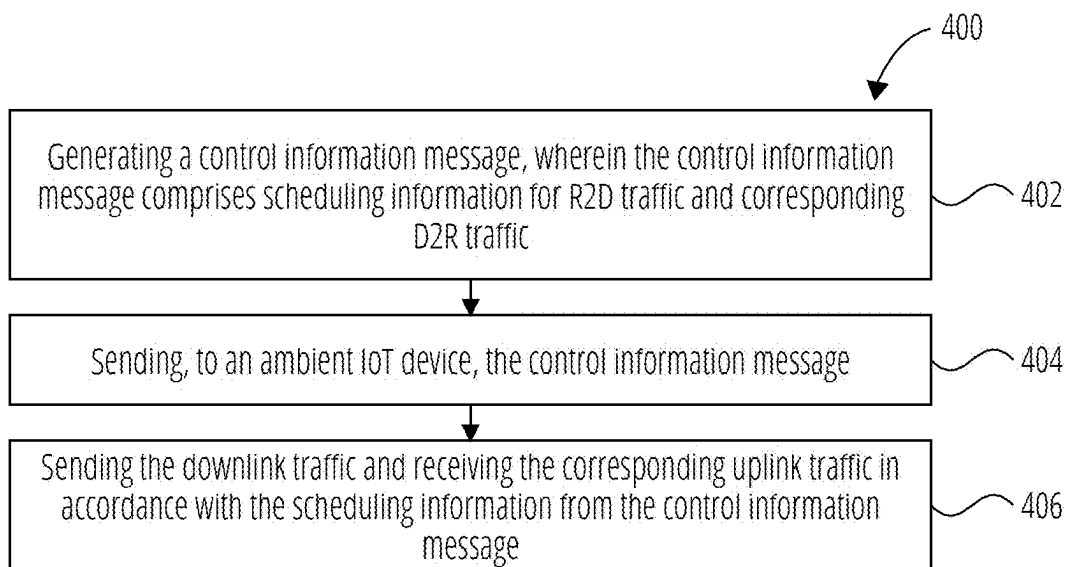 400
Generating a control information message, wherein the control information
message comprises scheduling information for R2D traffic and corresponding
D2R traffic
402
Sending, to an ambient IoT device, the control information message
404
Sending the downlink traffic and receiving the corresponding uplink traffic in
accordance with the scheduling information from the control information
message
406